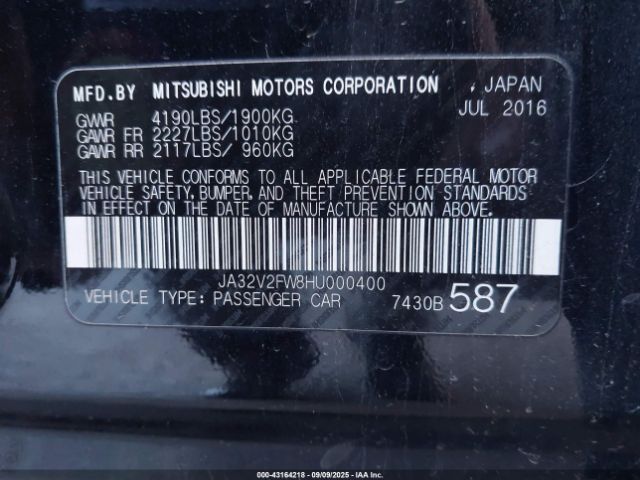 MFD.BY MITSUBISHI MOTORS CORPORATION , JAPAN
GVWR 4190LBS/1900KG JUL 2016
GAWR FR 2227LBS/1010KG
GAWR RR 2117LBS/ 960KG
THIS VEHICLE CONFORMS TO ALL APPLICABLE FEDERAL MOTOR
VEHICLE SAFETY, BUMPER, AND THEFT PREVENTION STANDARDS
IN EFFECT ON THE DATE OF MANUFACTURE SHOWN ABOVE.
JA32V2FW8HU000400
VEHICLE TYPE: PASSENGER CAR 7430B 587
000-43164218 - 09/09/2025 - IAA Inc.